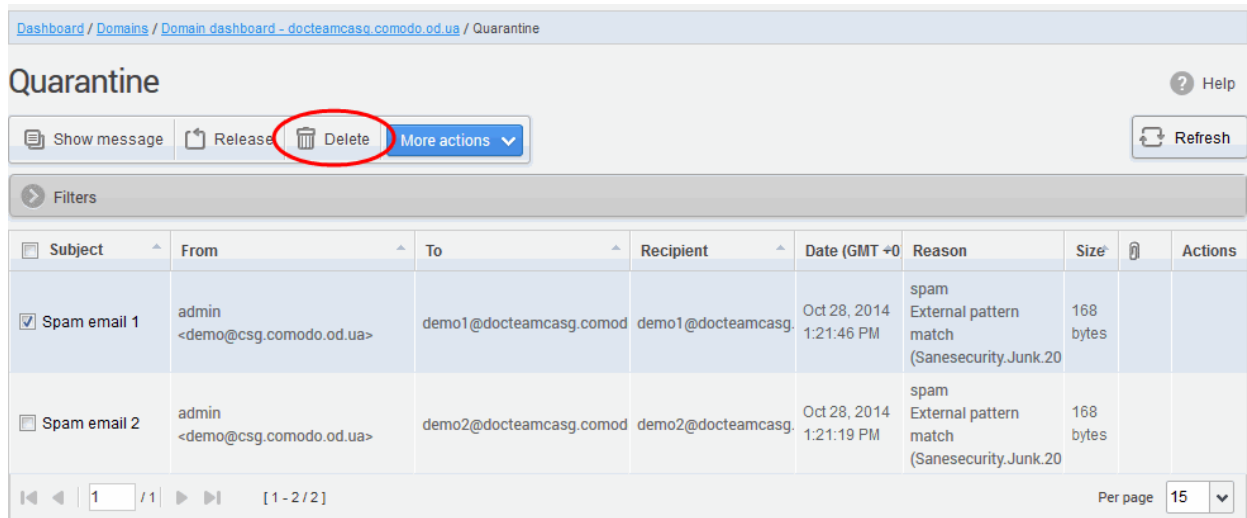 Dashboard / Domains / Domain dashboard - docteamcasg.comodo.od.ua / Quarantine
Quarantine
Help
Show message Release Delete More actions Refresh
Filters
Subject From To Recipient Date (GMT +0 Reason Size Actions
Spam email 1
admin
<demo@csg.comodo.od.ua>
demo1@docteamcasg.comod
demo1@docteamcasg.
Oct 28, 2014
1:21:46 PM
spam
External pattern
match
(Sanesecurity.Junk.20
168
bytes
Spam email 2
admin
<demo@csg.comodo.od.ua>
demo2@docteamcasg.comod
demo2@docteamcasg.
Oct 28, 2014
1:21:19 PM
spam
External pattern
match
(Sanesecurity.Junk.20
168
bytes
1 / 1 [ 1 - 2 / 2 ] Per page 15